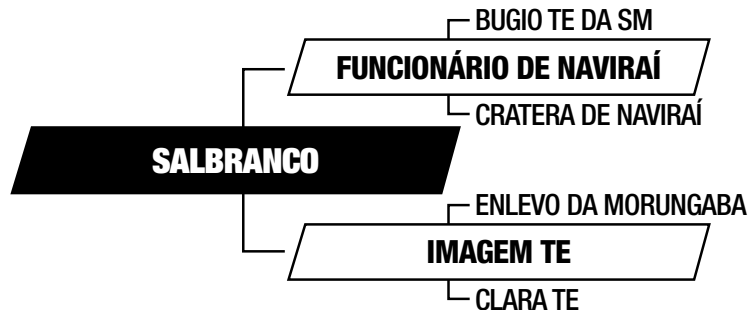 BUGIO TE DA SM
FUNCIONÁRIO DE NAVIRAÍ
CRATERA DE NAVIRAÍ
SALBRANCO
ENLEVO DA MORUNGABA
IMAGEM TE
CLARA TE